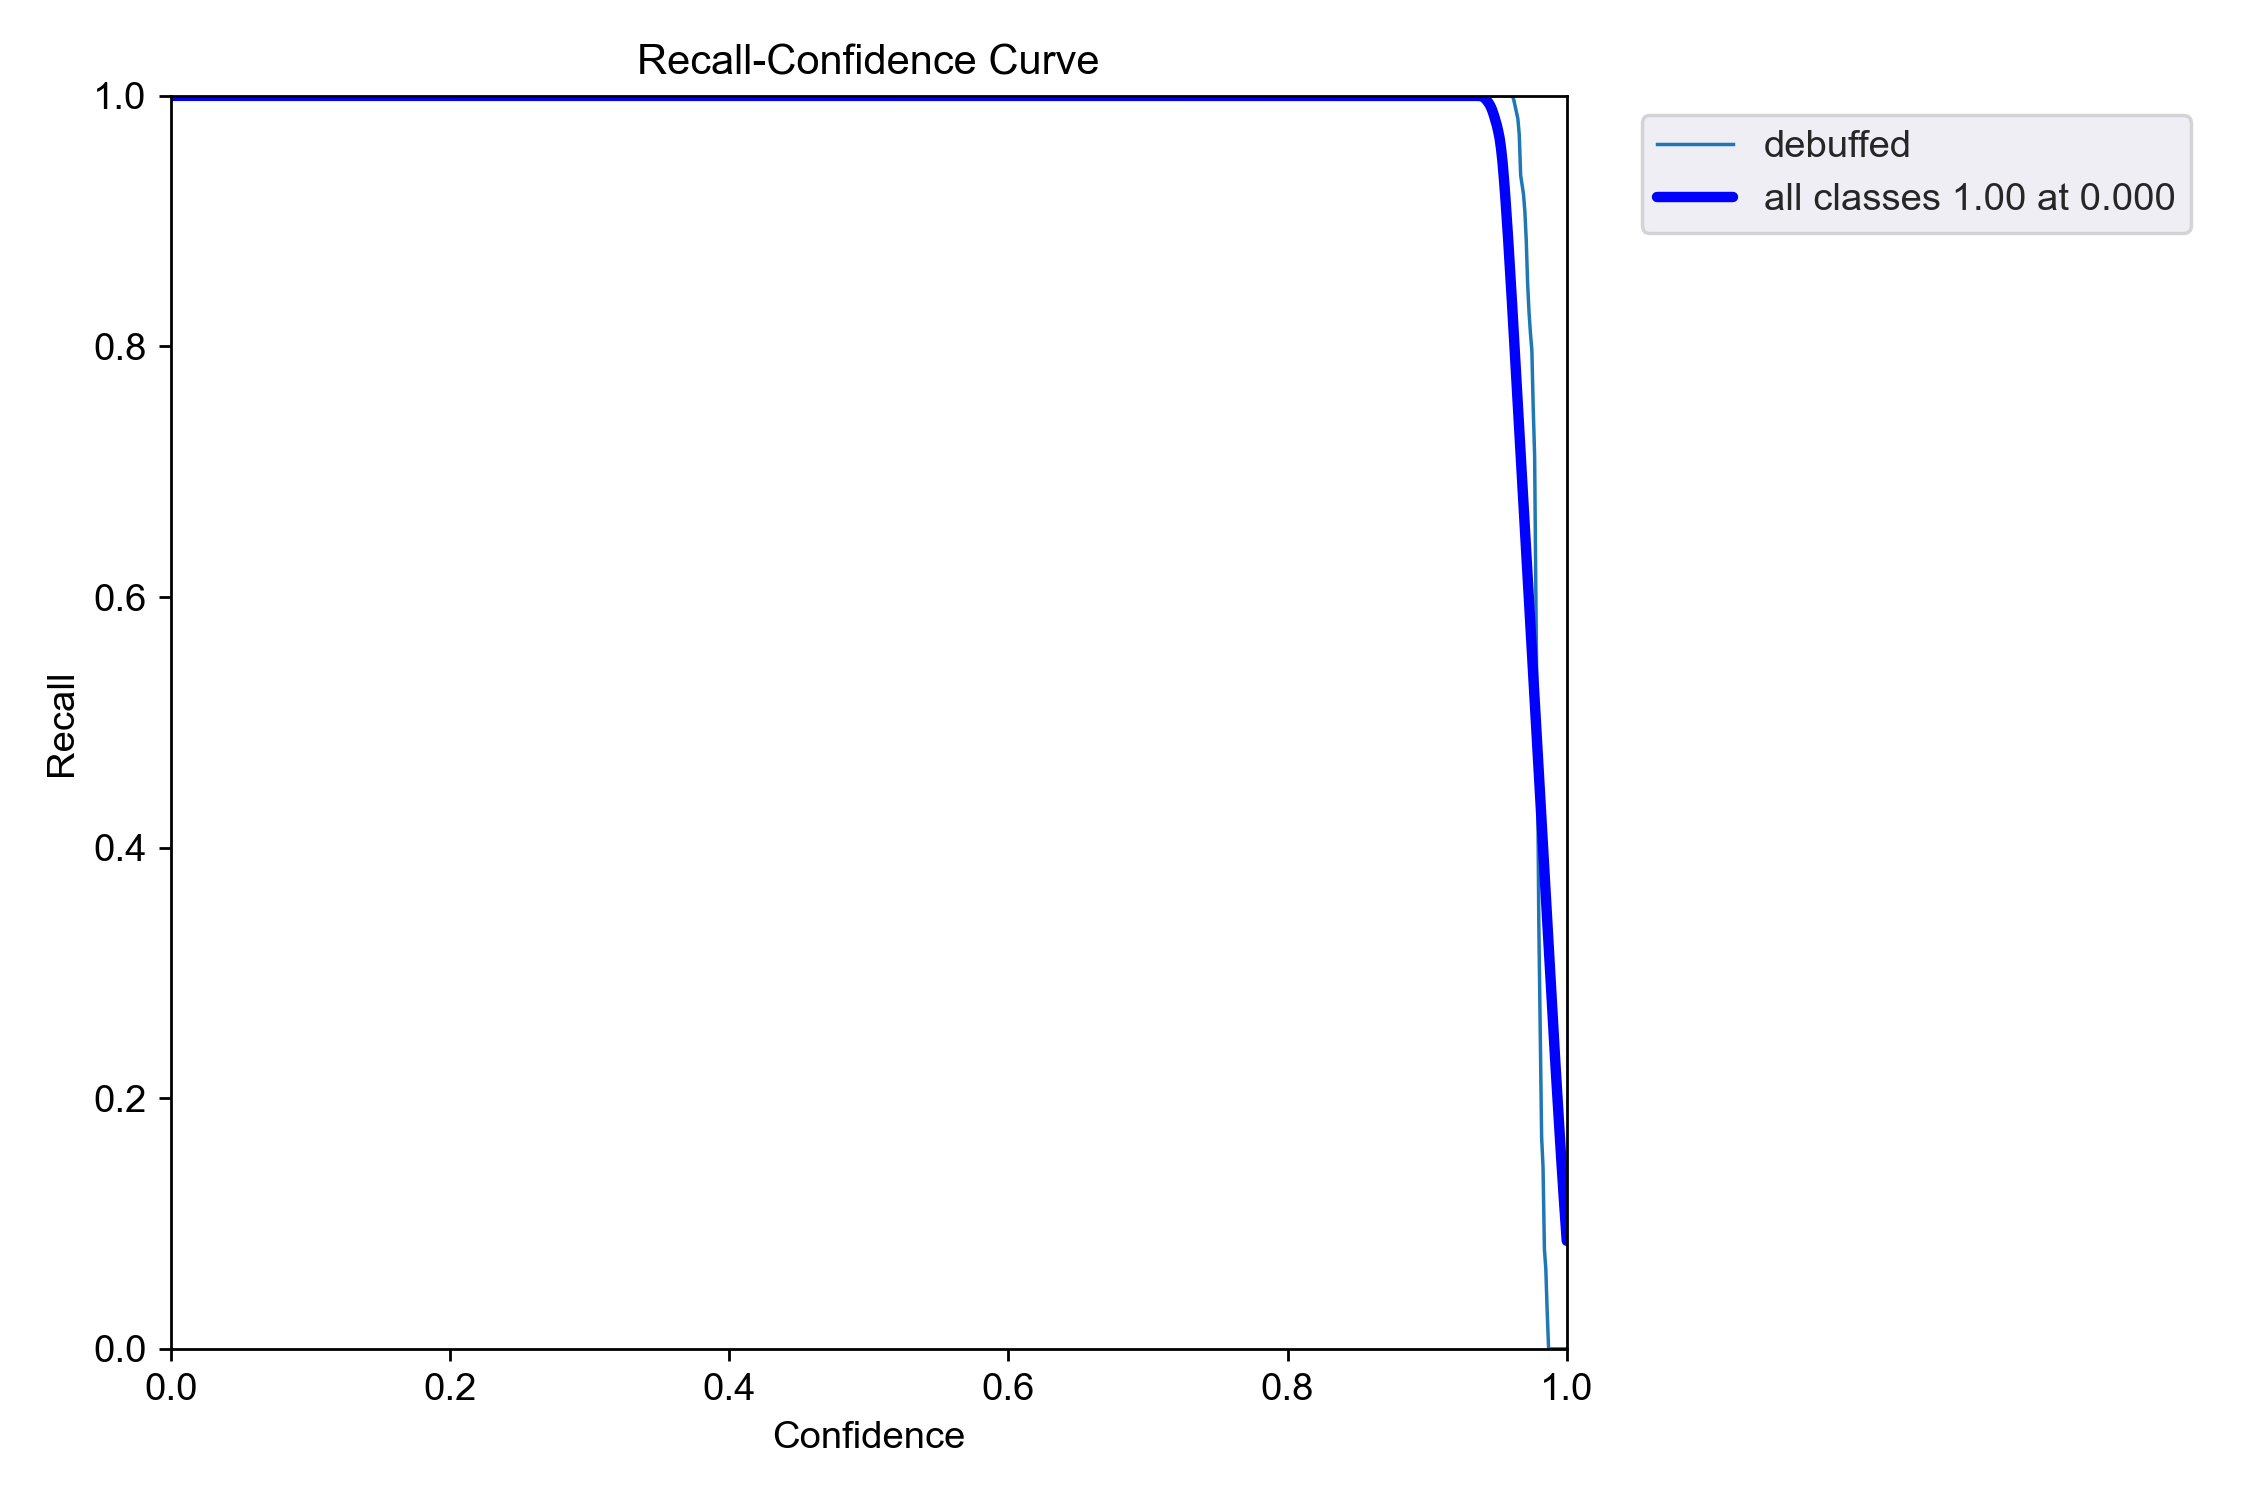 Recall-Confidence Curve
1.0
0.8
0.6
0.4
0.2
0.0
Recall
0.0 0.2 0.4 0.6 0.8 1.0
Confidence
debuffed
all classes 1.00 at 0.000